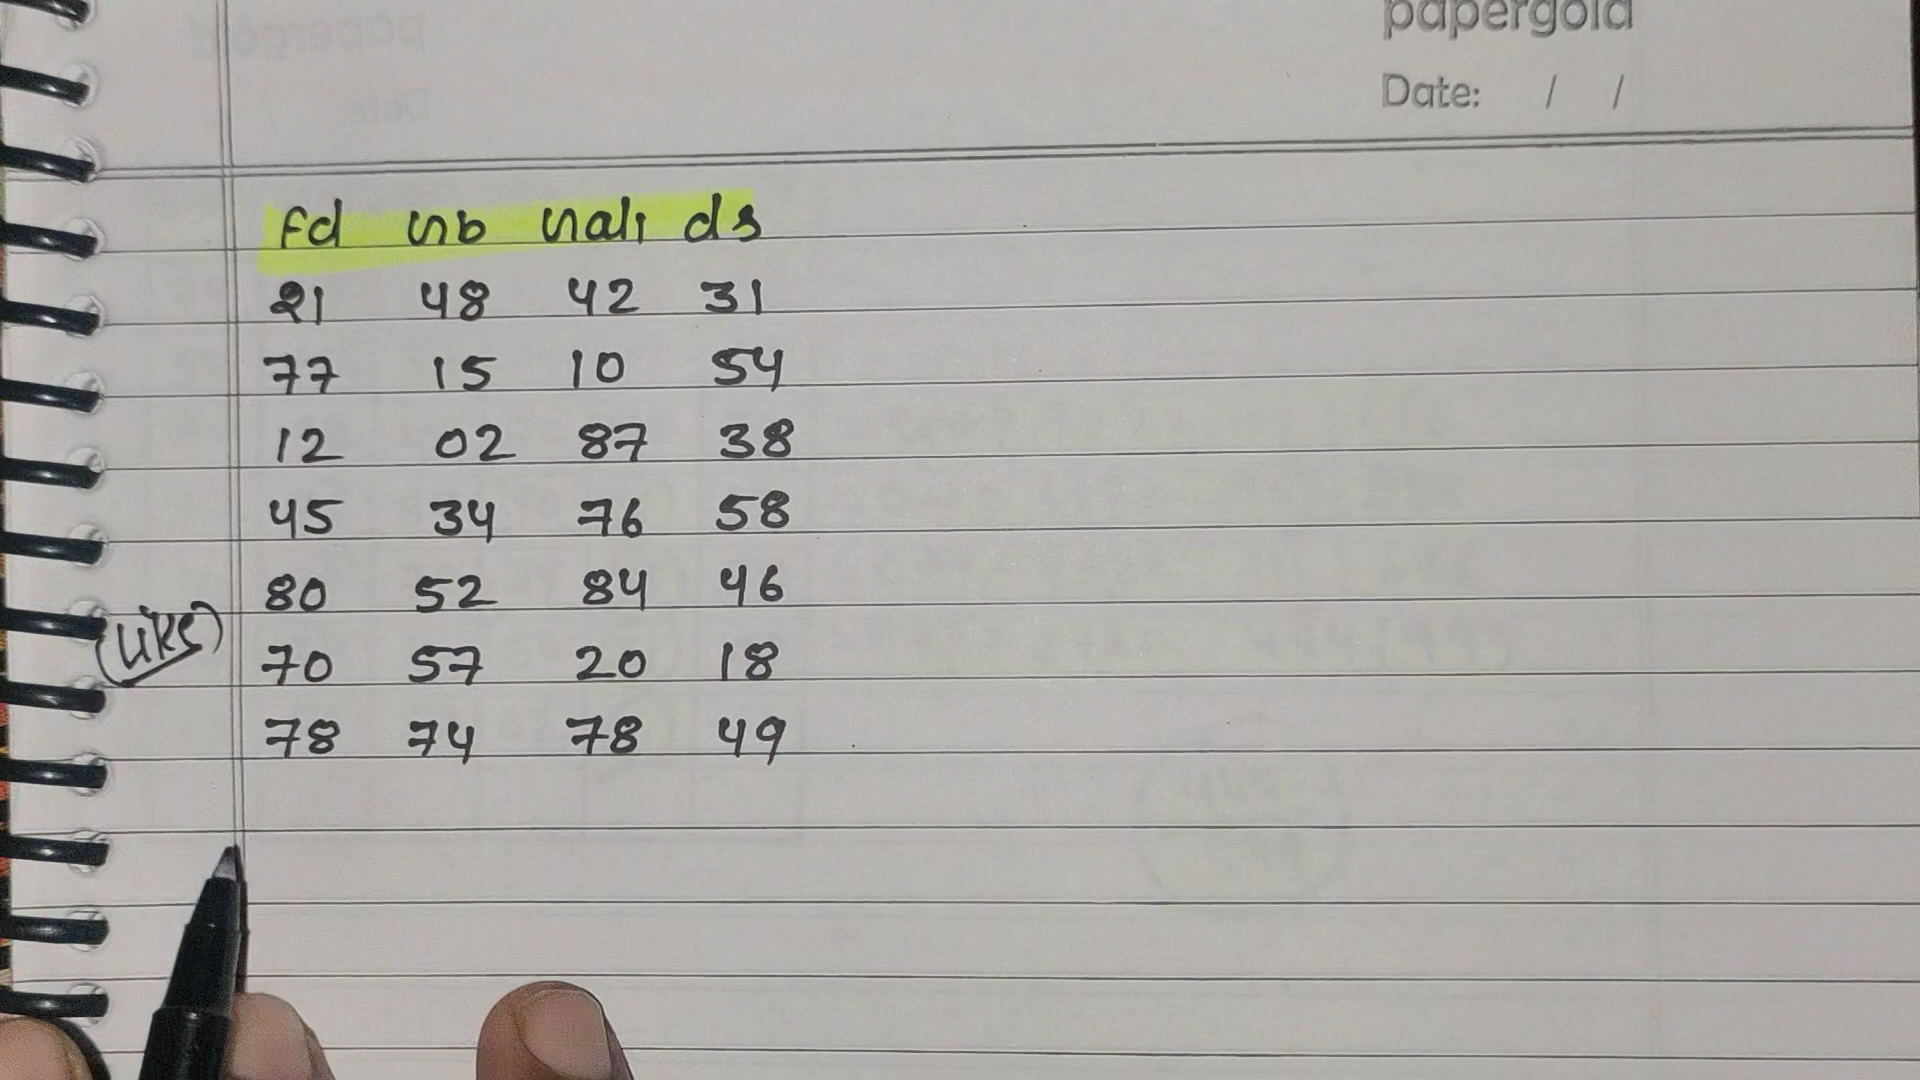 papergold
Date: / /
Fd Gb Gali ds
21 48 42 31
77 15 10 54
12 02 87 38
45 34 76 58
80 52 84 46
(Like)
70 57 20 18
78 74 78 49